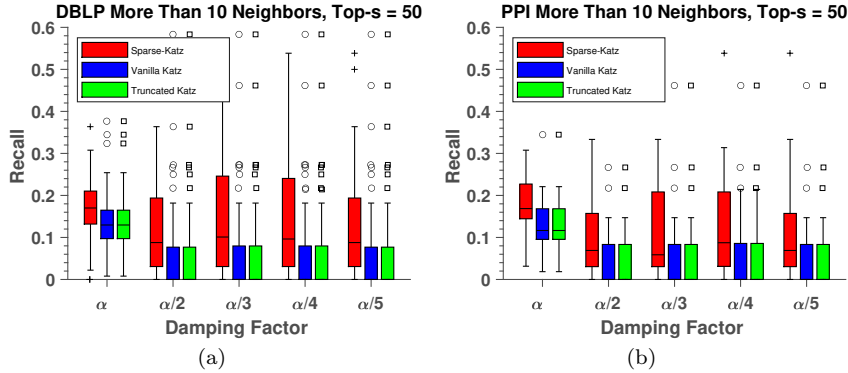 DBLP More Than 10 Neighbors, Top-s = 50
0.6
0.5
0.4
0.3
0.2
0.1
0
Recall
Sparse-Katz
Vanilla Katz
Truncated Katz
α
α/2
α/3
α/4
α/5
Damping Factor
(a)
PPI More Than 10 Neighbors, Top-s = 50
0.6
0.5
0.4
0.3
0.2
0.1
0
Recall
Sparse-Katz
Vanilla Katz
Truncated Katz
α
α/2
α/3
α/4
α/5
Damping Factor
(b)